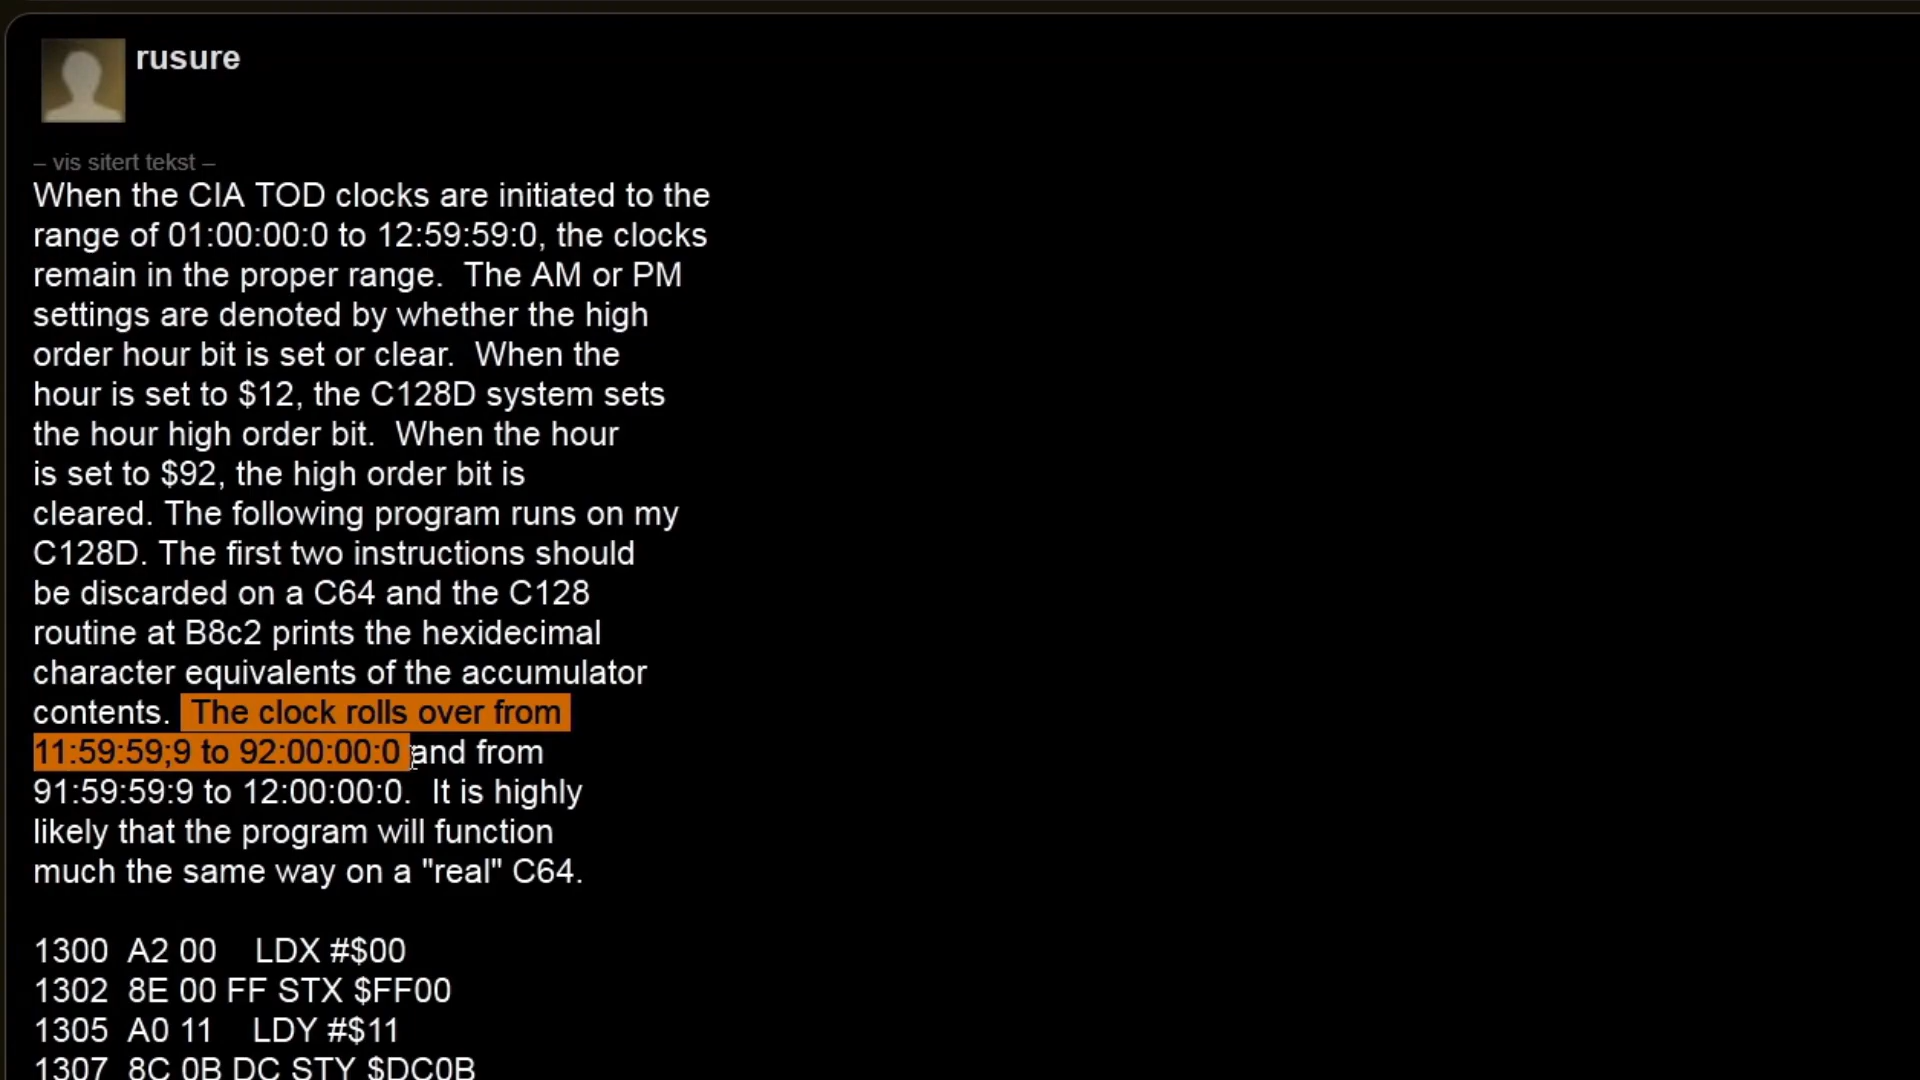 rusure
– vis sitert tekst –
When the CIA TOD clocks are initiated to the
range of 01:00:00:0 to 12:59:59:0, the clocks
remain in the proper range.  The AM or PM
settings are denoted by whether the high
order hour bit is set or clear.  When the
hour is set to $12, the C128D system sets
the hour high order bit.  When the hour
is set to $92, the high order bit is
cleared. The following program runs on my
C128D. The first two instructions should
be discarded on a C64 and the C128
routine at B8c2 prints the hexidecimal
character equivalents of the accumulator
contents.  The clock rolls over from
11:59:59;9 to 92:00:00:0 and from
91:59:59:9 to 12:00:00:0.  It is highly
likely that the program will function
much the same way on a "real" C64.
1300  A2 00    LDX #$00
1302  8E 00 FF STX $FF00
1305  A0 11    LDY #$11
1307  8C 0B DC STY $DC0B